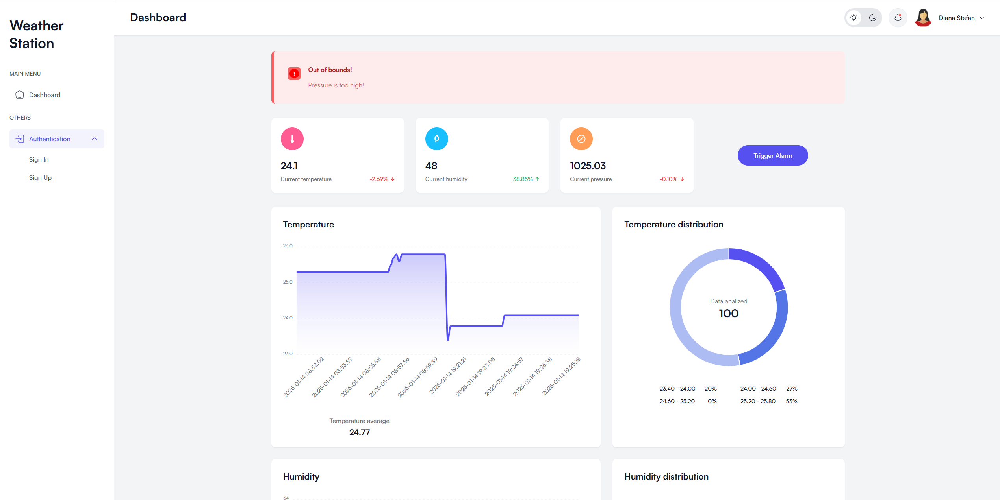 Weather
Station
MAIN MENU
Dashboard
OTHERS
Authentication
Sign In
Sign Up
Dashboard
Diana Stefan
!
Out of bounds!
Pressure is too high!
24.1
Current temperature
-2.69%
48
Current humidity
38.85%
1025.03
Current pressure
-0.10%
Trigger Alarm
Temperature
26.0
25.0
24.0
23.0
2025-01-14 08:52:02
2025-01-14 08:53:59
2025-01-14 08:55:58
2025-01-14 08:57:56
2025-01-14 08:59:39
2025-01-14 19:21:21
2025-01-14 19:23:05
2025-01-14 19:24:57
2025-01-14 19:26:38
2025-01-14 19:28:18
Temperature average
24.77
Temperature distribution
Data analized
100
23.40 - 24.00 20%
24.00 - 24.60 27%
24.60 - 25.20 0%
25.20 - 25.80 53%
Humidity
54
Humidity distribution